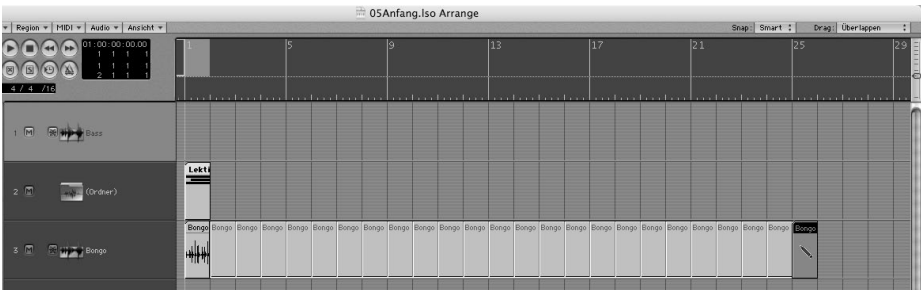 05Anfang.lso Arrange
Region MIDI Audio Ansicht Snap: Smart Drag: Überlappen
01:00:00:00.00
1 1 1 1
1 1 1 1
2 1 1 1
4 / 4 /16
1 5 9 13 17 21 25 29
1 M Bass
Lekti
2 M (Ordner)
Bongo Bongo Bongo Bongo Bongo Bongo Bongo Bongo Bongo Bongo Bongo Bongo Bongo Bongo Bongo Bongo Bongo Bongo Bongo Bongo Bongo Bongo Bongo Bongo Bongo
3 M Bongo